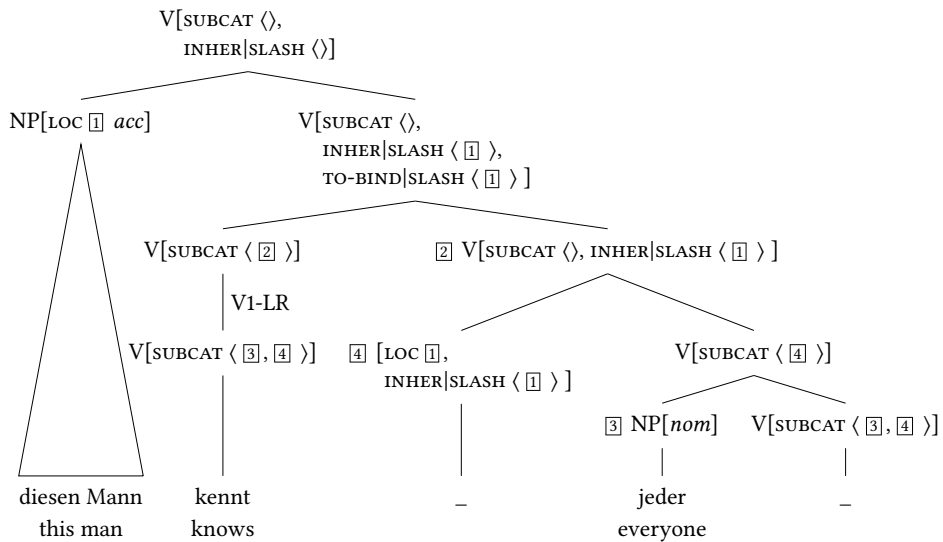 V[SUBCAT ⟨⟩,
INHER|SLASH ⟨⟩]
NP[LOC 1 acc]
V[SUBCAT ⟨⟩,
INHER|SLASH ⟨ 1 ⟩,
TO-BIND|SLASH ⟨ 1 ⟩ ]
V[SUBCAT ⟨ 2 ⟩]
2 V[SUBCAT ⟨⟩, INHER|SLASH ⟨ 1 ⟩ ]
V1-LR
V[SUBCAT ⟨ 3 , 4 ⟩]
4 [LOC 1 ,
INHER|SLASH ⟨ 1 ⟩ ]
V[SUBCAT ⟨ 4 ⟩]
3 NP[nom]
V[SUBCAT ⟨ 3 , 4 ⟩]
diesen Mann kennt _ jeder _
this man knows everyone